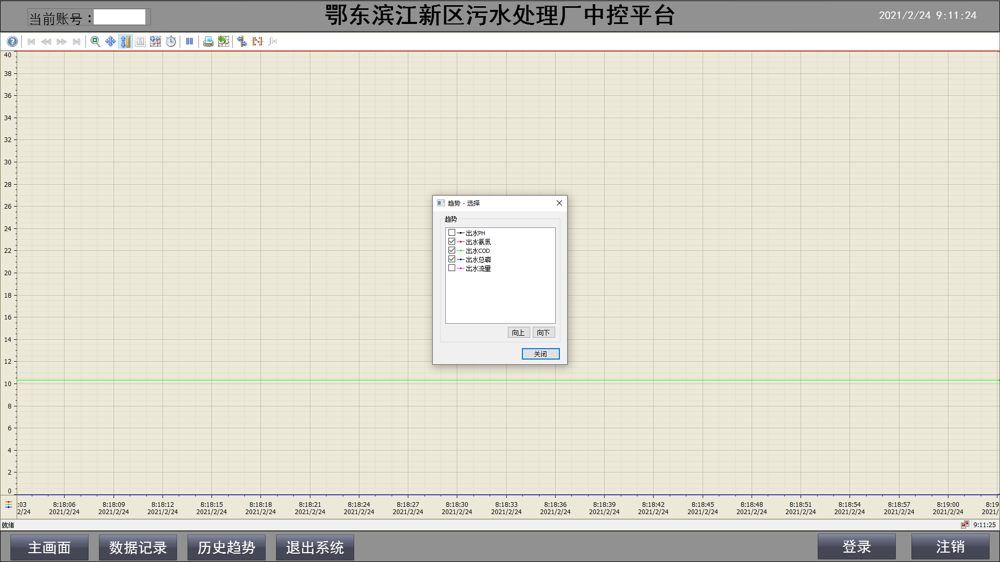 当前账号：
鄂东滨江新区污水处理厂中控平台
2021/2/24 9:11:24
1:1
f(x)
40
38
36
34
32
30
28
26
24
22
20
18
16
14
12
10
8
6
4
2
0
趋势 - 选择
趋势
出水PH
出水氨氮
出水COD
出水总磷
出水流量
向上 向下
关闭
:03 8:18:06 8:18:09 8:18:12 8:18:15 8:18:18 8:18:21 8:18:24 8:18:27 8:18:30 8:18:33 8:18:36 8:18:39 8:18:42 8:18:45 8:18:48 8:18:51 8:18:54 8:18:57 8:19:00 8:19
2/24 2021/2/24 2021/2/24 2021/2/24 2021/2/24 2021/2/24 2021/2/24 2021/2/24 2021/2/24 2021/2/24 2021/2/24 2021/2/24 2021/2/24 2021/2/24 2021/2/24 2021/2/24 2021/2/24 2021/2/24 2021/2/24 2021/2/24 2021/
就绪
9:11:25
主画面 数据记录 历史趋势 退出系统 登录 注销